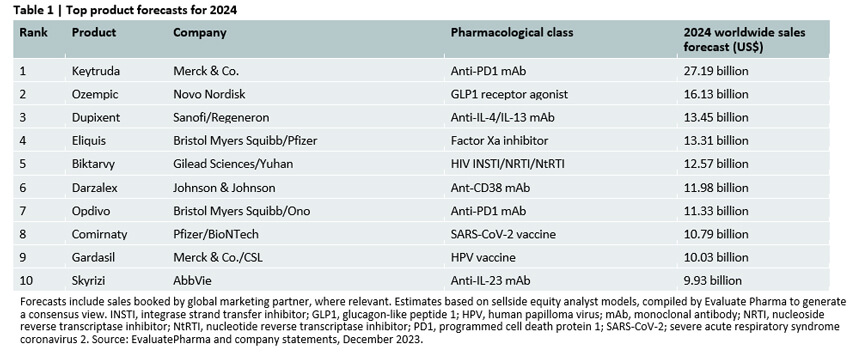 Table 1 | Top product forecasts for 2024
Rank Product Company Pharmacological class 2024 worldwide sales
forecast (US$)
1 Keytruda Merck & Co. Anti-PD1 mAb 27.19 billion
2 Ozempic Novo Nordisk GLP1 receptor agonist 16.13 billion
3 Dupixent Sanofi/Regeneron Anti-IL-4/IL-13 mAb 13.45 billion
4 Eliquis Bristol Myers Squibb/Pfizer Factor Xa inhibitor 13.31 billion
5 Biktarvy Gilead Sciences/Yuhan HIV INSTI/NRTI/NtRTI 12.57 billion
6 Darzalex Johnson & Johnson Ant-CD38 mAb 11.98 billion
7 Opdivo Bristol Myers Squibb/Ono Anti-PD1 mAb 11.33 billion
8 Comirnaty Pfizer/BioNTech SARS-CoV-2 vaccine 10.79 billion
9 Gardasil Merck & Co./CSL HPV vaccine 10.03 billion
10 Skyrizi AbbVie Anti-IL-23 mAb 9.93 billion
Forecasts include sales booked by global marketing partner, where relevant. Estimates based on sellside equity analyst models, compiled by Evaluate Pharma to generate
a consensus view. INSTI, integrase strand transfer inhibitor; GLP1, glucagon-like peptide 1; HPV, human papilloma virus; mAb, monoclonal antibody; NRTI, nucleoside
reverse transcriptase inhibitor; NtRTI, nucleotide reverse transcriptase inhibitor; PD1, programmed cell death protein 1; SARS-CoV-2; severe acute respiratory syndrome
coronavirus 2. Source: EvaluatePharma and company statements, December 2023.